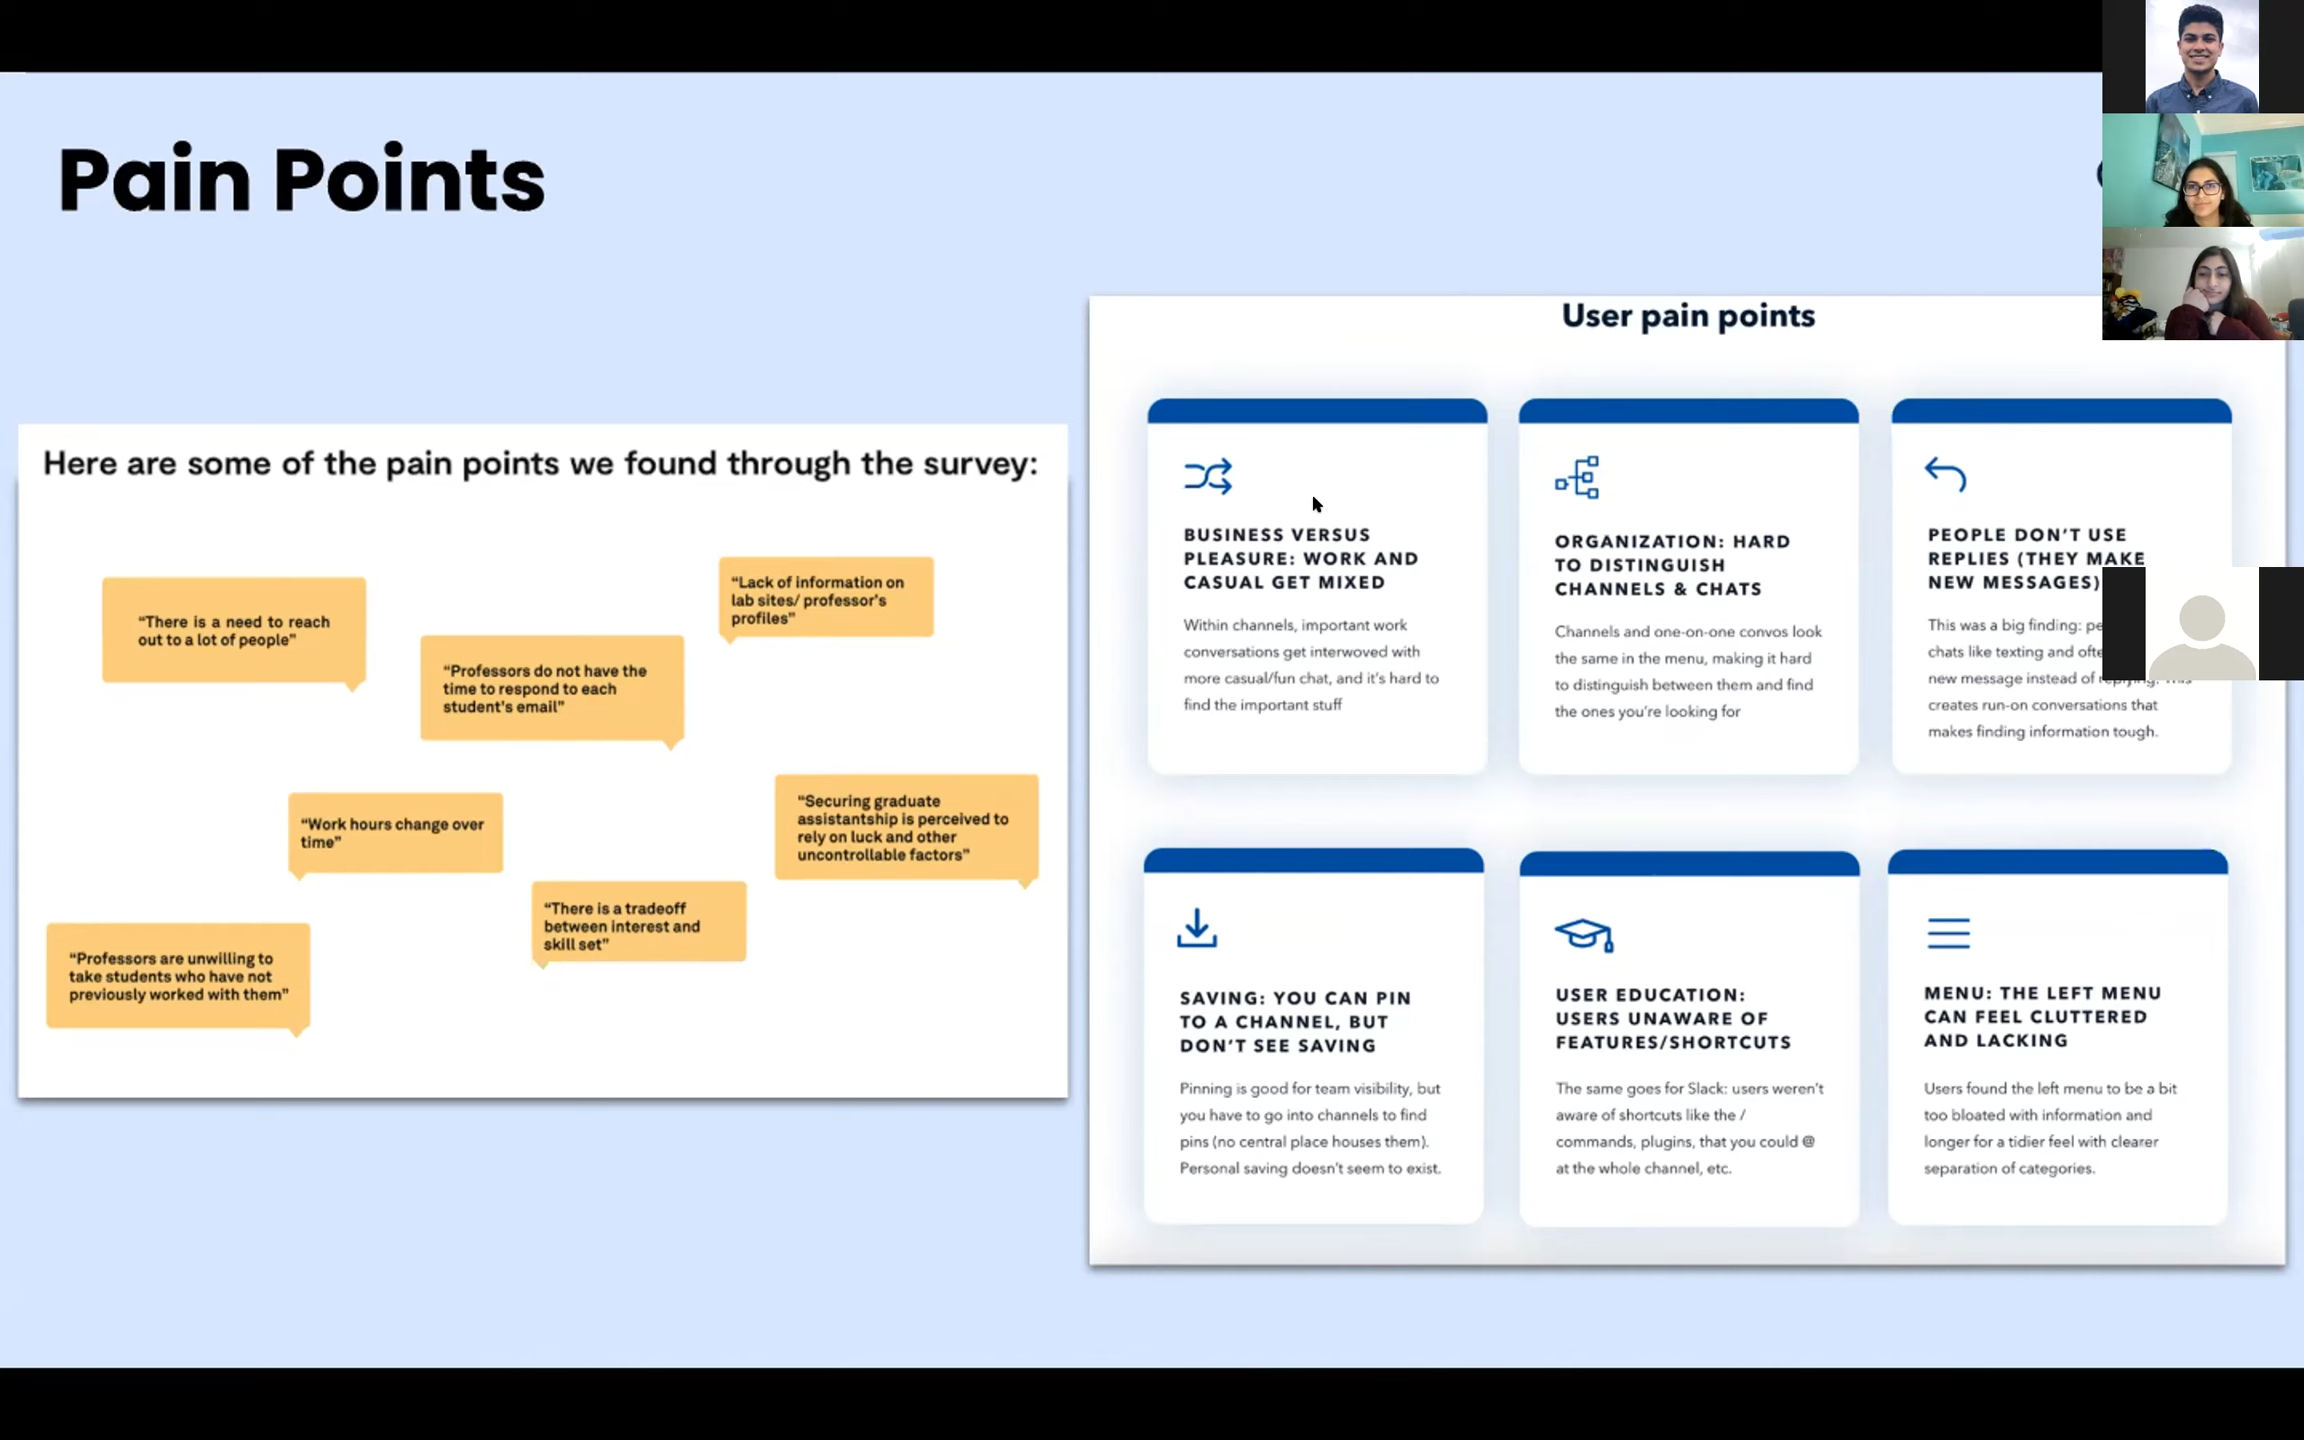 Pain Points
Here are some of the pain points we found through the survey:
“There is a need to reach
out to a lot of people”
“Lack of information on
lab sites/ professor's
profiles”
“Professors do not have the
time to respond to each
student's email”
“Work hours change over
time”
“Securing graduate
assistantship is perceived to
rely on luck and other
uncontrollable factors”
“There is a tradeoff
between interest and
skill set”
“Professors are unwilling to
take students who have not
previously worked with them”
User pain points
BUSINESS VERSUS
PLEASURE: WORK AND
CASUAL GET MIXED
Within channels, important work
conversations get interwoved with
more casual/fun chat, and it's hard to
find the important stuff
ORGANIZATION: HARD
TO DISTINGUISH
CHANNELS & CHATS
Channels and one-on-one convos look
the same in the menu, making it hard
to distinguish between them and find
the ones you're looking for
PEOPLE DON'T USE
REPLIES (THEY MAKE
NEW MESSAGES)
This was a big finding:
chats like texting and
new message instead of
creates run-on conversations that
makes finding information tough.
SAVING: YOU CAN PIN
TO A CHANNEL, BUT
DON'T SEE SAVING
Pinning is good for team visibility, but
you have to go into channels to find
pins (no central place houses them).
Personal saving doesn't seem to exist.
USER EDUCATION:
USERS UNAWARE OF
FEATURES/SHORTCUTS
The same goes for Slack: users weren't
aware of shortcuts like the /
commands, plugins, that you could @
at the whole channel, etc.
MENU: THE LEFT MENU
CAN FEEL CLUTTERED
AND LACKING
Users found the left menu to be a bit
too bloated with information and
longer for a tidier feel with clearer
separation of categories.